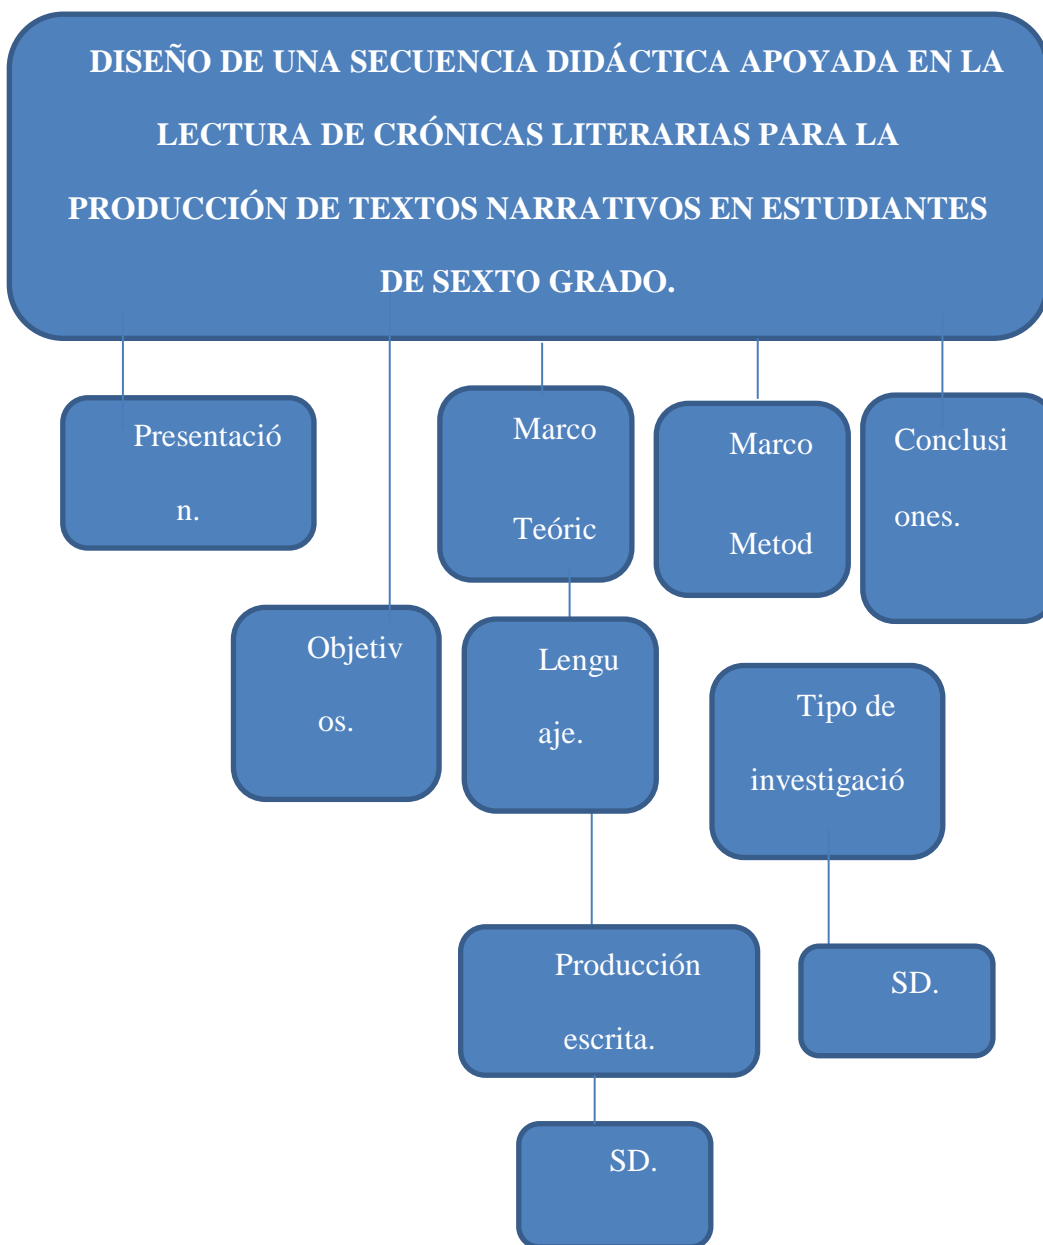 DISEÑO DE UNA SECUENCIA DIDÁCTICA APOYADA EN LA
LECTURA DE CRÓNICAS LITERARIAS PARA LA
PRODUCCIÓN DE TEXTOS NARRATIVOS EN ESTUDIANTES
DE SEXTO GRADO.
Presentació
n.
Marco
Teóric
Marco
Metod
Conclusi
ones.
Objetiv
os.
Lengu
aje.
Tipo de
investigació
Producción
escrita.
SD.
SD.